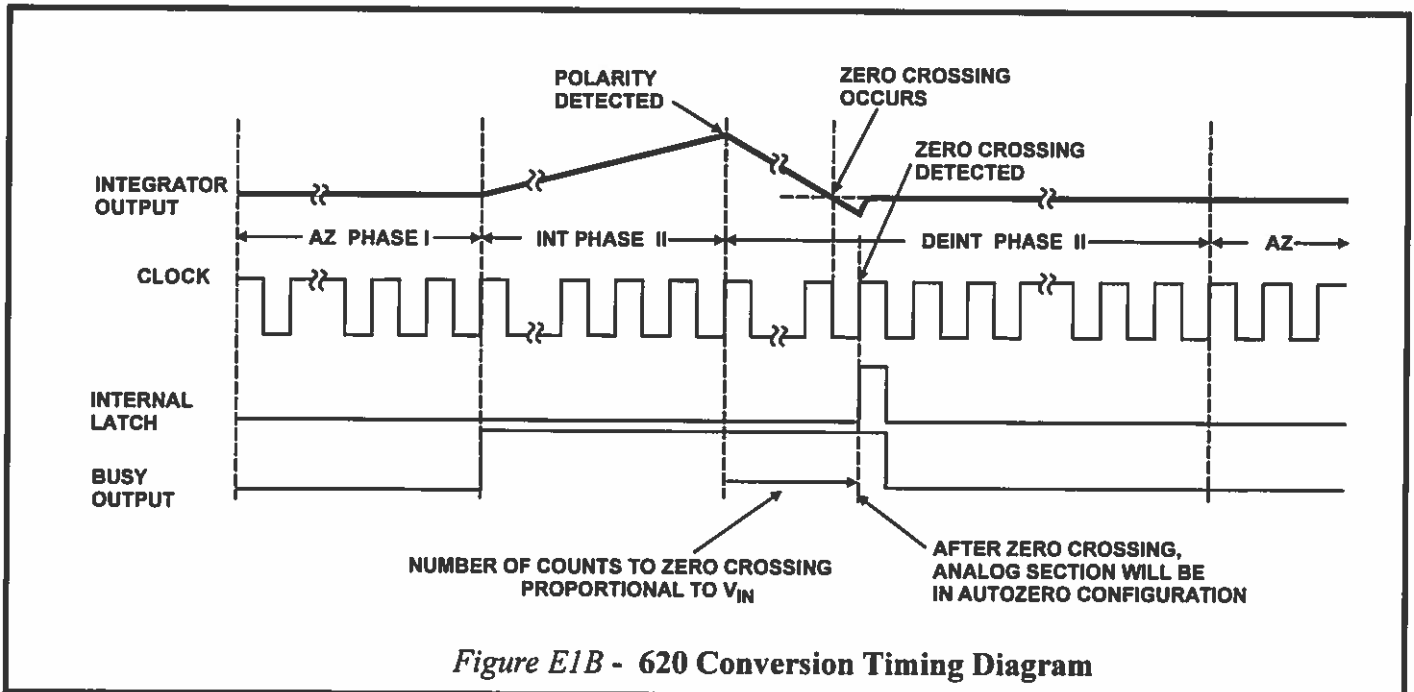 POLARITY
DETECTED
ZERO CROSSING
OCCURS
ZERO CROSSING
DETECTED
INTEGRATOR
OUTPUT
AZ PHASE I
INT PHASE II
DEINT PHASE II
AZ
CLOCK
INTERNAL
LATCH
BUSY
OUTPUT
NUMBER OF COUNTS TO ZERO CROSSING
PROPORTIONAL TO VIN
AFTER ZERO CROSSING,
ANALOG SECTION WILL BE
IN AUTOZERO CONFIGURATION
Figure E1B - 620 Conversion Timing Diagram